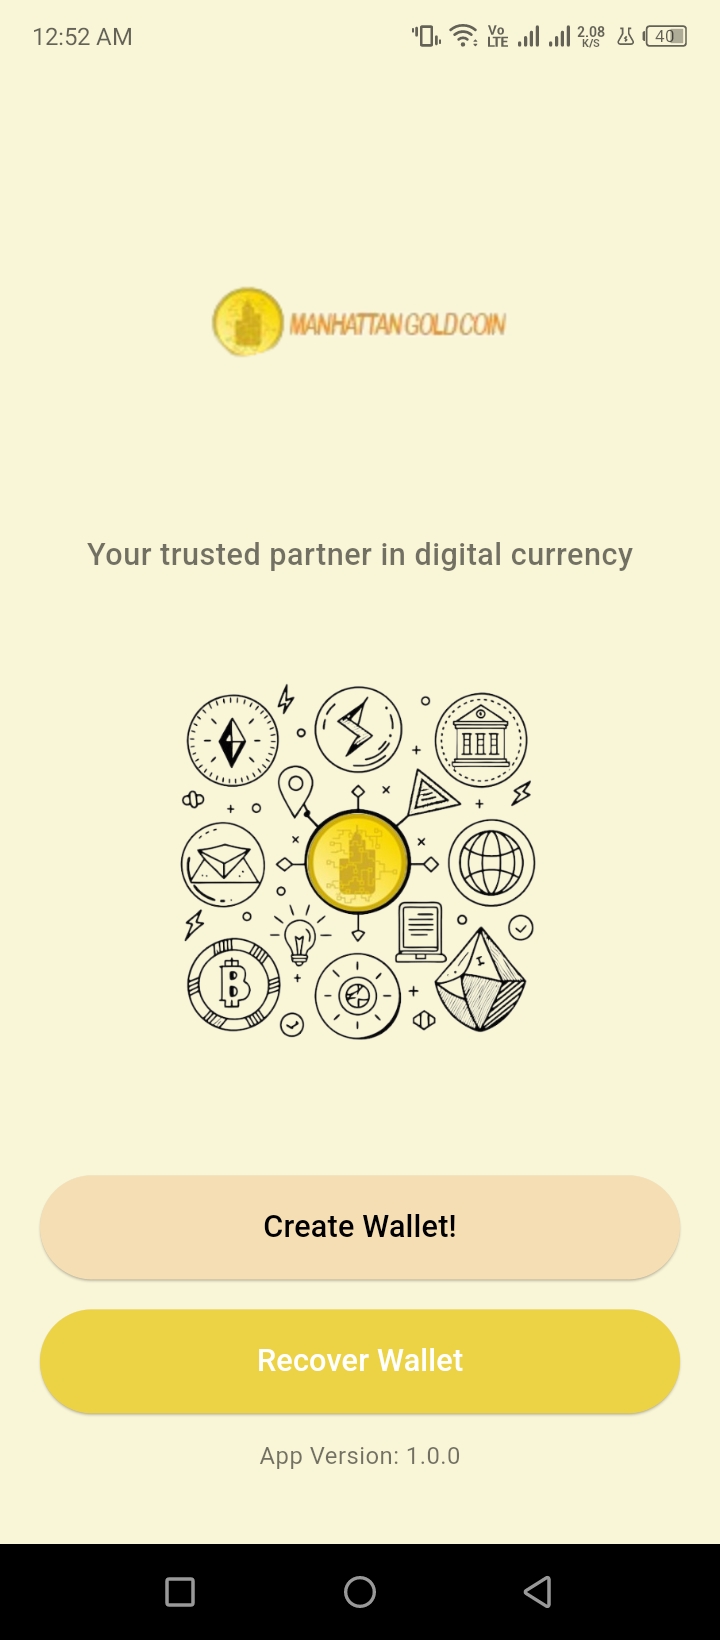 12:52 AM Vo LTE 2.08 K/S 40
MANHATTAN GOLD COIN
Your trusted partner in digital currency
B
Create Wallet!
Recover Wallet
App Version: 1.0.0